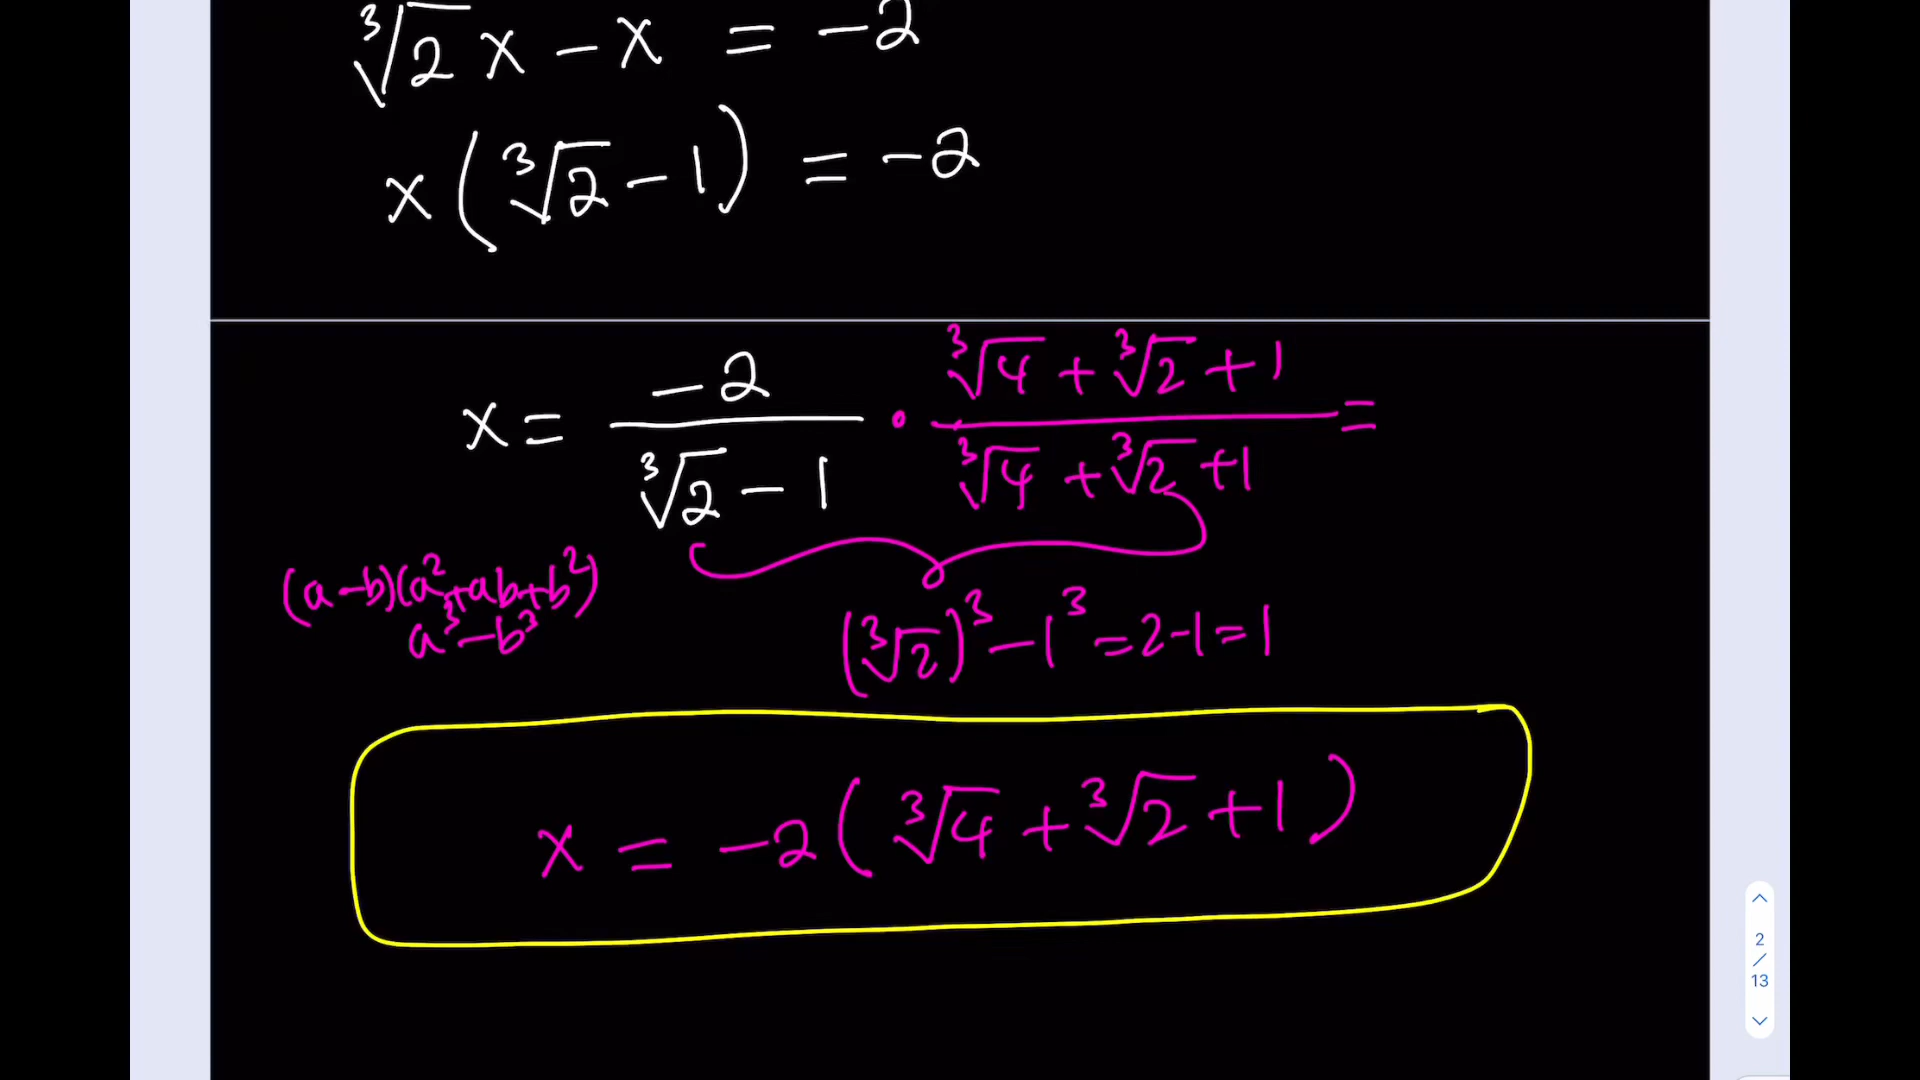 ∛2 x − x = −2
x(∛2 − 1) = −2
x = −2/(∛2 − 1) · (∛4 + ∛2 + 1)/(∛4 + ∛2 + 1) =
(a−b)(a²+ab+b²)
a³−b³
(∛2)³ − 1³ = 2-1 = 1
x = −2(∛4 + ∛2 + 1)
2
/
13